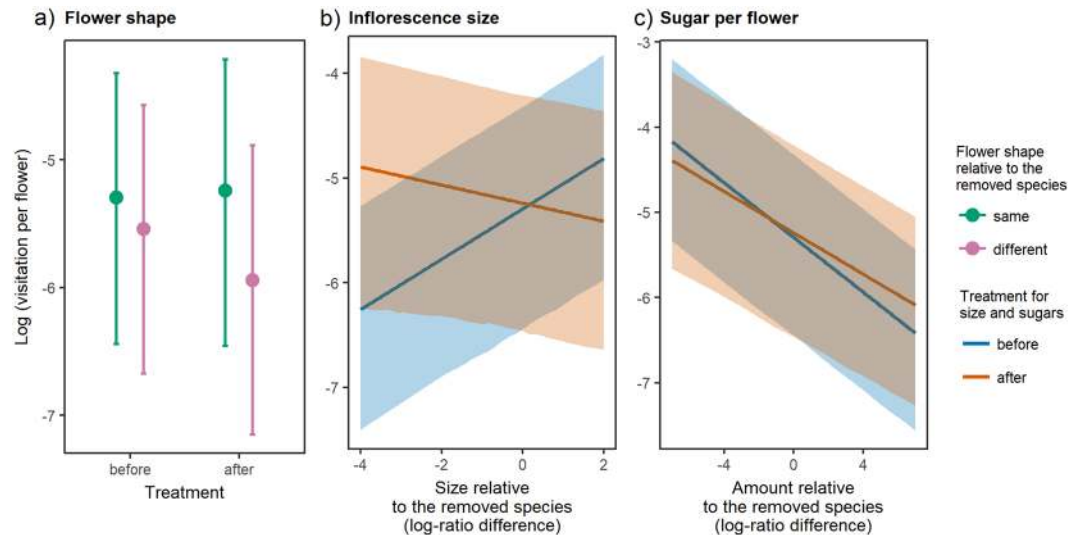 a) Flower shape
Log (visitation per flower)
-5
-6
-7
before
after
Treatment
b) Inflorescence size
-4
-5
-6
-7
-4
-2
0
2
Size relative
to the removed species
(log-ratio difference)
c) Sugar per flower
-3
-4
-5
-6
-7
-4
0
4
Amount relative
to the removed species
(log-ratio difference)
Flower shape
relative to the
removed species
same
different
Treatment for
size and sugars
before
after